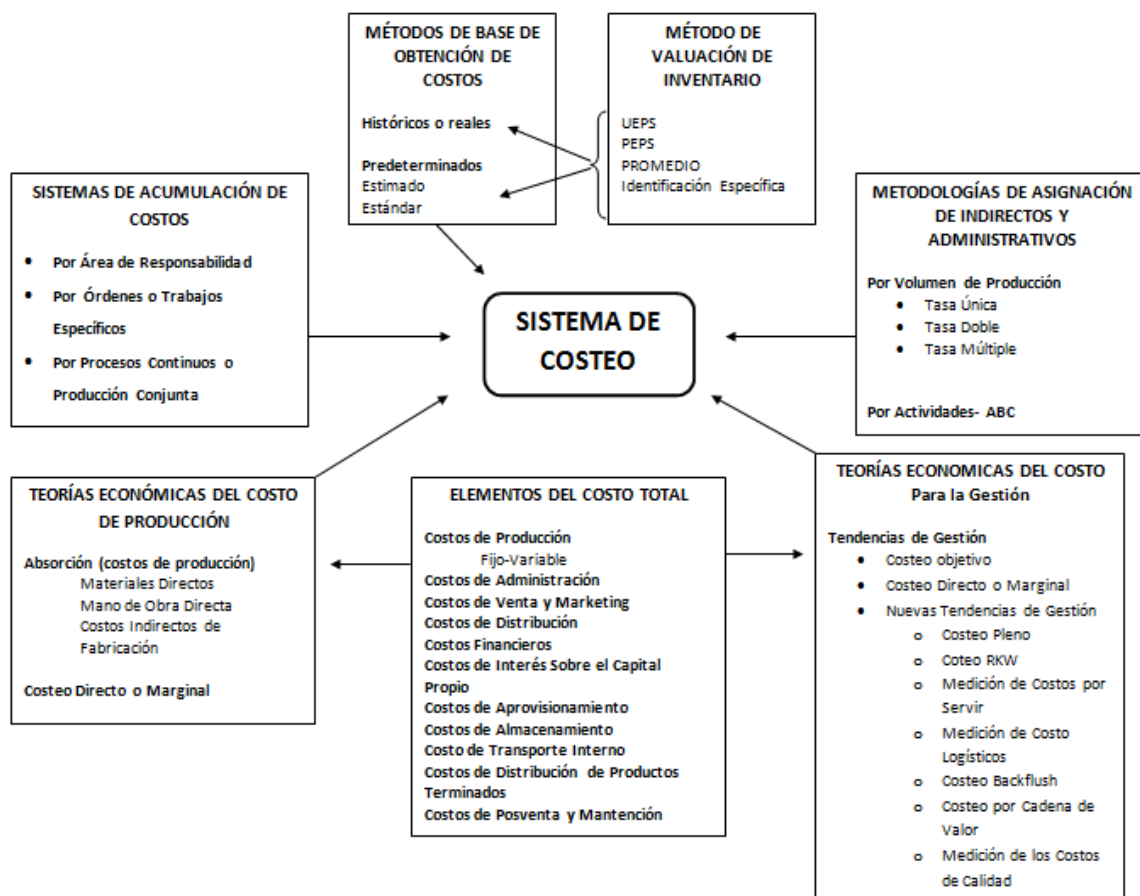 MÉTODOS DE BASE DE
OBTENCIÓN DE
COSTOS
Históricos o reales
Predeterminados
Estimado
Estándar
MÉTODO DE
VALUACIÓN DE
INVENTARIO
UEPS
PEPS
PROMEDIO
Identificación Específica
SISTEMAS DE ACUMULACIÓN DE
COSTOS
• Por Área de Responsabilidad
• Por Órdenes o Trabajos
Específicos
• Por Procesos Continuos o
Producción Conjunta
SISTEMA DE
COSTEO
METODOLOGÍAS DE ASIGNACIÓN
DE INDIRECTOS Y
ADMINISTRATIVOS
Por Volumen de Producción
• Tasa Única
• Tasa Doble
• Tasa Múltiple
Por Actividades- ABC
TEORÍAS ECONÓMICAS DEL COSTO
DE PRODUCCIÓN
Absorción (costos de producción)
Materiales Directos
Mano de Obra Directa
Costos Indirectos de
Fabricación
Costeo Directo o Marginal
ELEMENTOS DEL COSTO TOTAL
Costos de Producción
Fijo-Variable
Costos de Administración
Costos de Venta y Marketing
Costos de Distribución
Costos Financieros
Costos de Interés Sobre el Capital
Propio
Costos de Aprovisionamiento
Costos de Almacenamiento
Costo de Transporte Interno
Costos de Distribución de Productos
Terminados
Costos de Posventa y Mantención
TEORÍAS ECONOMICAS DEL COSTO
Para la Gestión
Tendencias de Gestión
• Costeo objetivo
• Costeo Directo o Marginal
• Nuevas Tendencias de Gestión
o Costeo Pleno
o Coteo RKW
o Medición de Costos por
Servir
o Medición de Costo
Logísticos
o Costeo Backflush
o Costeo por Cadena de
Valor
o Medición de los Costos
de Calidad